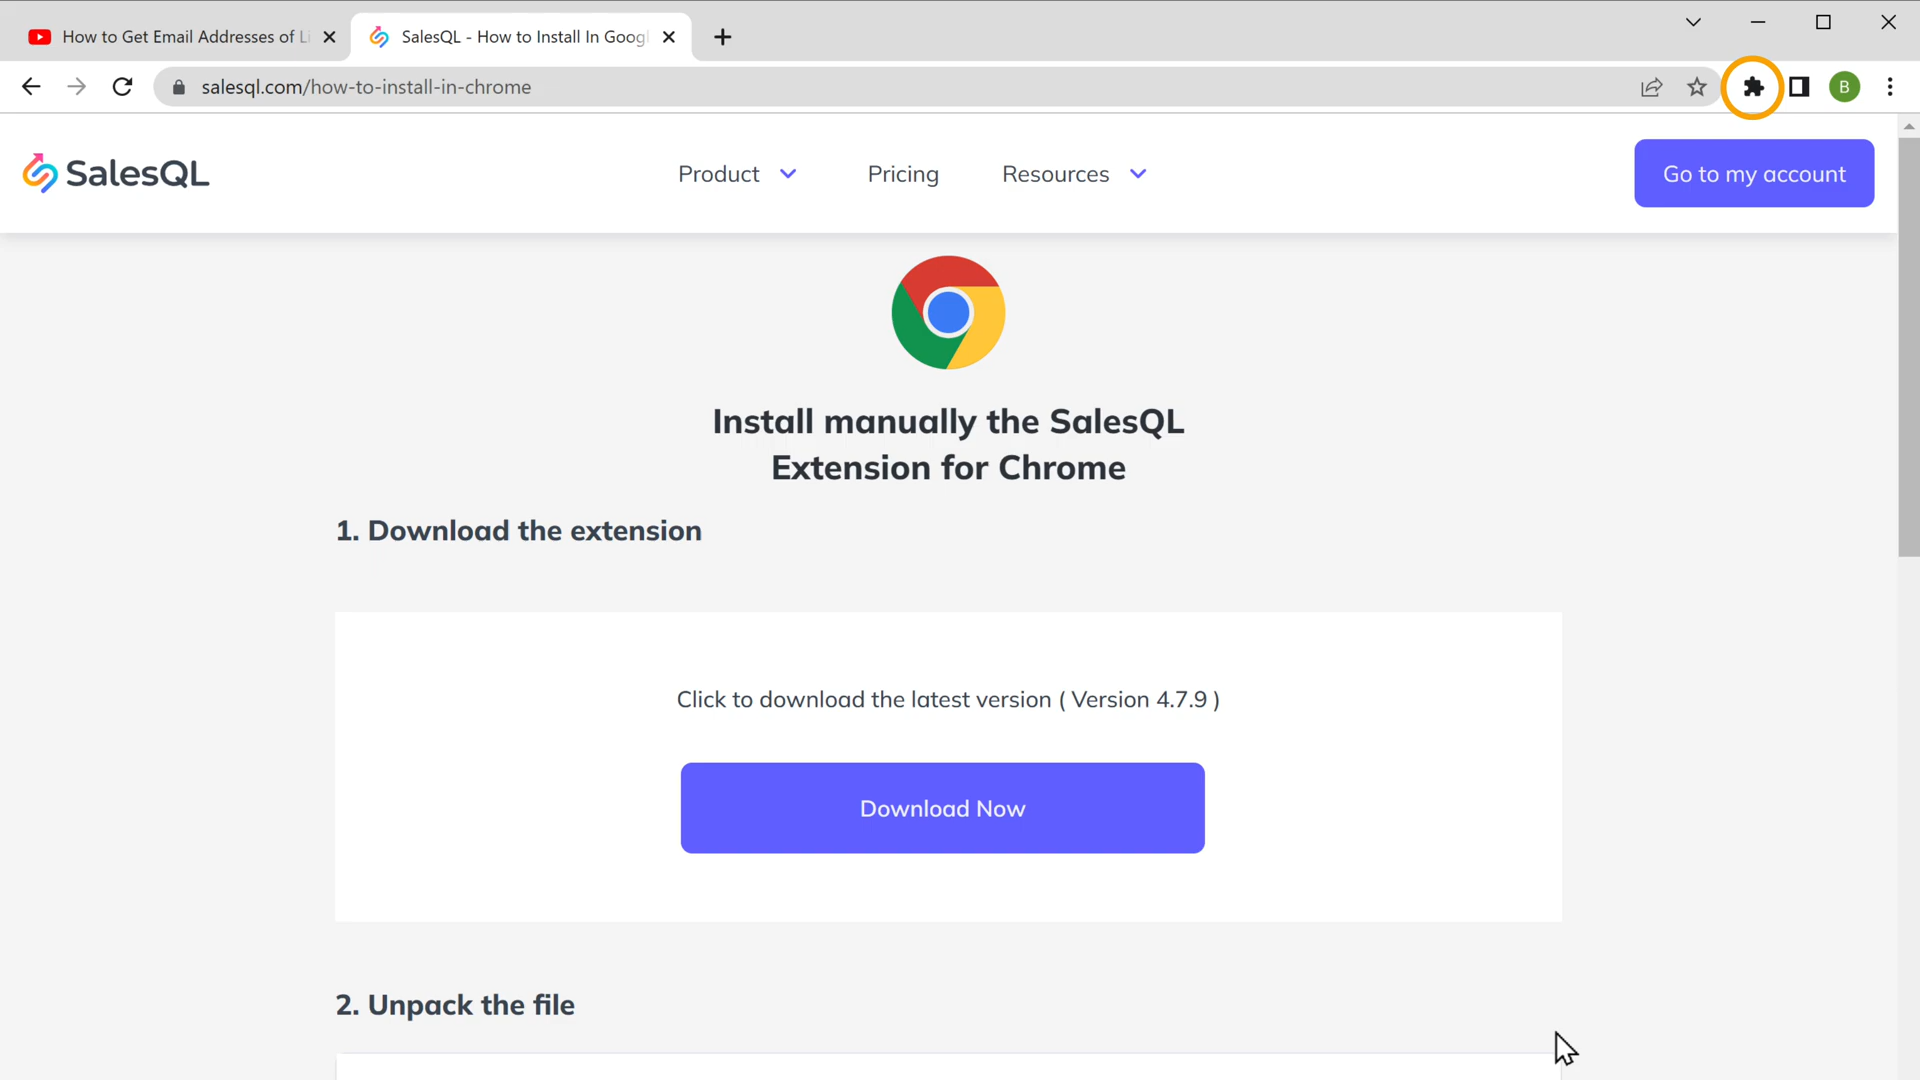 How to Get Email Addresses of Li
SalesQL - How to Install In Goog
salesql.com/how-to-install-in-chrome
B
SalesQL
Product
Pricing
Resources
Go to my account
Install manually the SalesQL
Extension for Chrome
1. Download the extension
Click to download the latest version ( Version 4.7.9 )
Download Now
2. Unpack the file